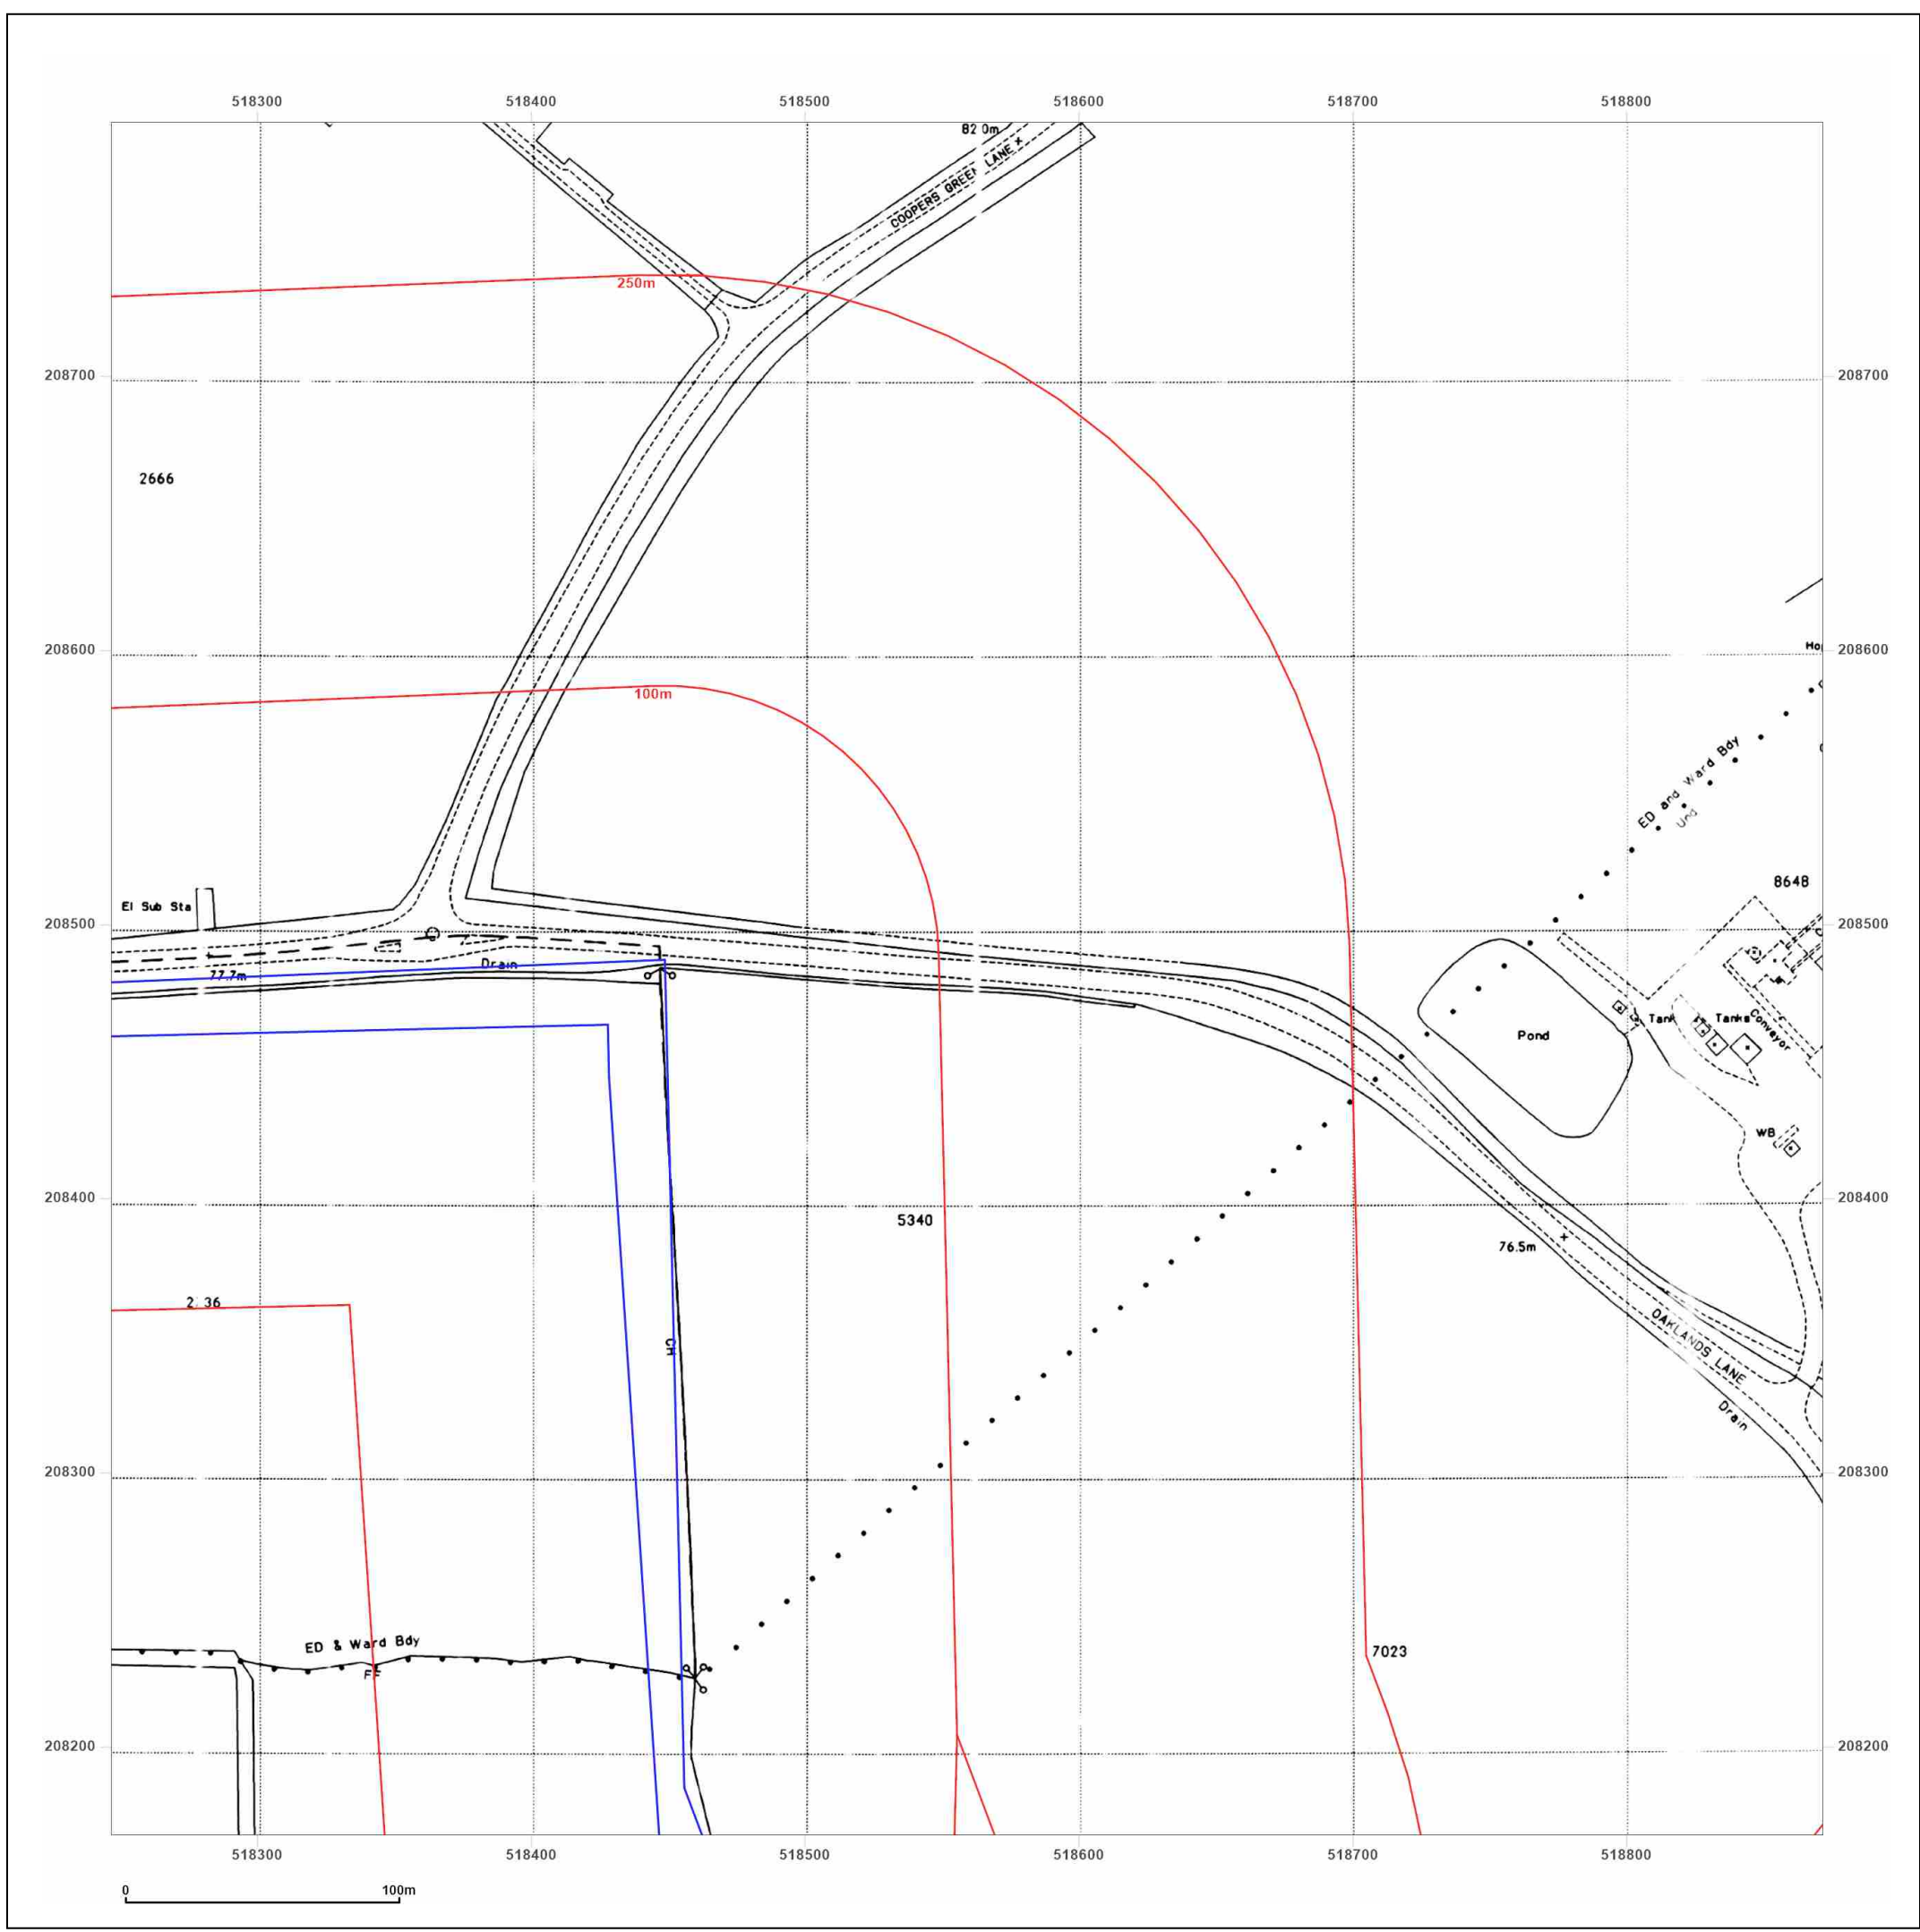 518300 518400 518500 518600 518700 518800
82 0m
COOPERS GREEN LANE
250m
208700 208700
2666
208600 208600
100m
ED and Ward Bdy
Und
8648
El Sub Sta
208500 208500
77.7m
Drain
Tank
Tanks
Conveyor
Pond
WB
208400 208400
5340
76.5m
2 36
OAKLANDS LANE
CH
Drain
208300 208300
ED & Ward Bdy
FF
7023
208200 208200
518300 518400 518500 518600 518700 518800
0 100m